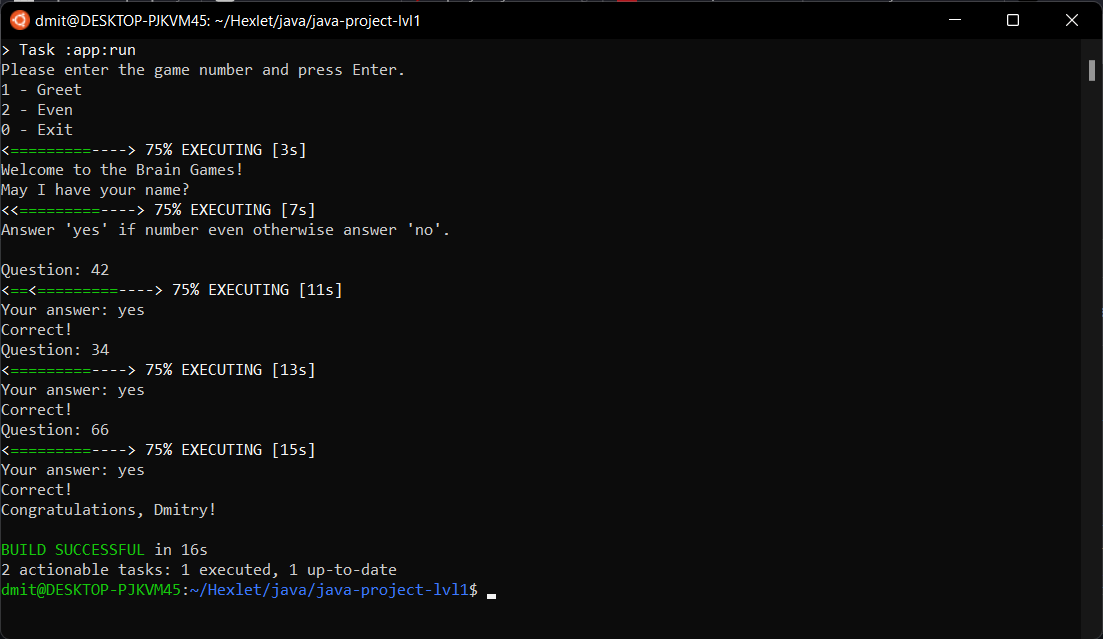 dmit@DESKTOP-PJKVM45: ~/Hexlet/java/java-project-lvl1
> Task :app:run
Please enter the game number and press Enter.
1 - Greet
2 - Even
0 - Exit
<=========----> 75% EXECUTING [3s]
Welcome to the Brain Games!
May I have your name?
<<=========----> 75% EXECUTING [7s]
Answer 'yes' if number even otherwise answer 'no'.
Question: 42
<==<=========----> 75% EXECUTING [11s]
Your answer: yes
Correct!
Question: 34
<=========----> 75% EXECUTING [13s]
Your answer: yes
Correct!
Question: 66
<=========----> 75% EXECUTING [15s]
Your answer: yes
Correct!
Congratulations, Dmitry!
BUILD SUCCESSFUL in 16s
2 actionable tasks: 1 executed, 1 up-to-date
dmit@DESKTOP-PJKVM45:~/Hexlet/java/java-project-lvl1$